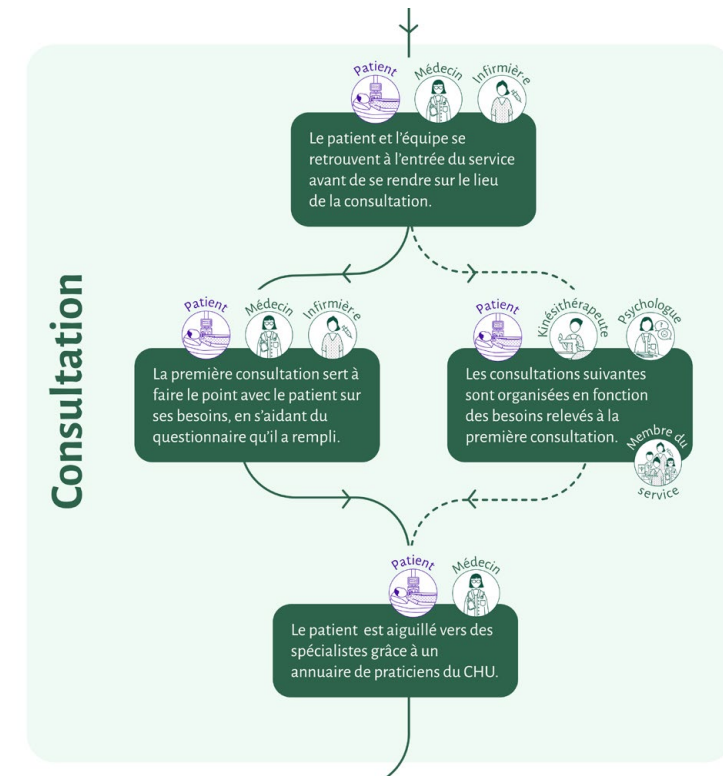 Consultation
Patient
Médecin
Infirmièr·e
Le patient et l'équipe se
retrouvent à l'entrée du service
avant de se rendre sur le lieu
de la consultation.
Patient
Médecin
Infirmièr·e
La première consultation sert à
faire le point avec le patient sur
ses besoins, en s'aidant du
questionnaire qu'il a rempli.
Patient
Kinésithérapeute
Psychologue
Les consultations suivantes
sont organisées en fonction
des besoins relevés à la
première consultation.
Membre du
service
Patient
Médecin
Le patient est aiguillé vers des
spécialistes grâce à un
annuaire de praticiens du CHU.